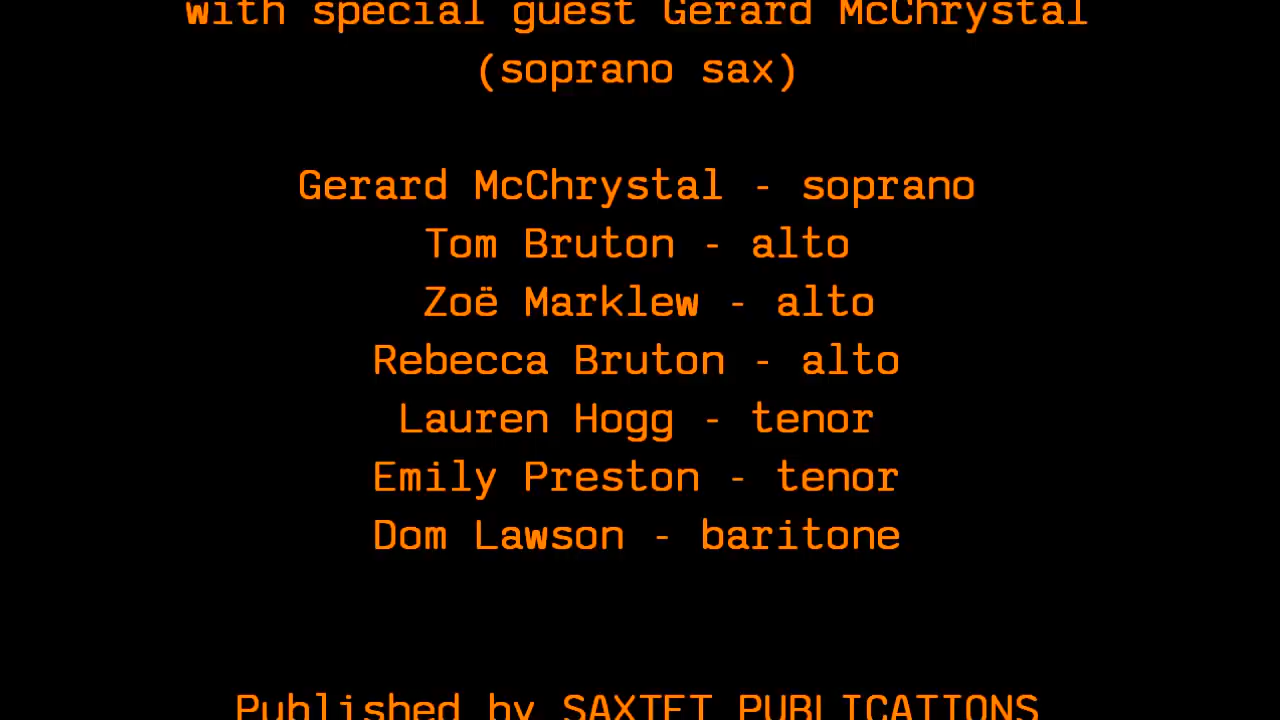 with special guest Gerard McChrystal
(soprano sax)
Gerard McChrystal - soprano
Tom Bruton - alto
Zoë Marklew - alto
Rebecca Bruton - alto
Lauren Hogg - tenor
Emily Preston - tenor
Dom Lawson - baritone
Published by SAXTET PUBLICATIONS